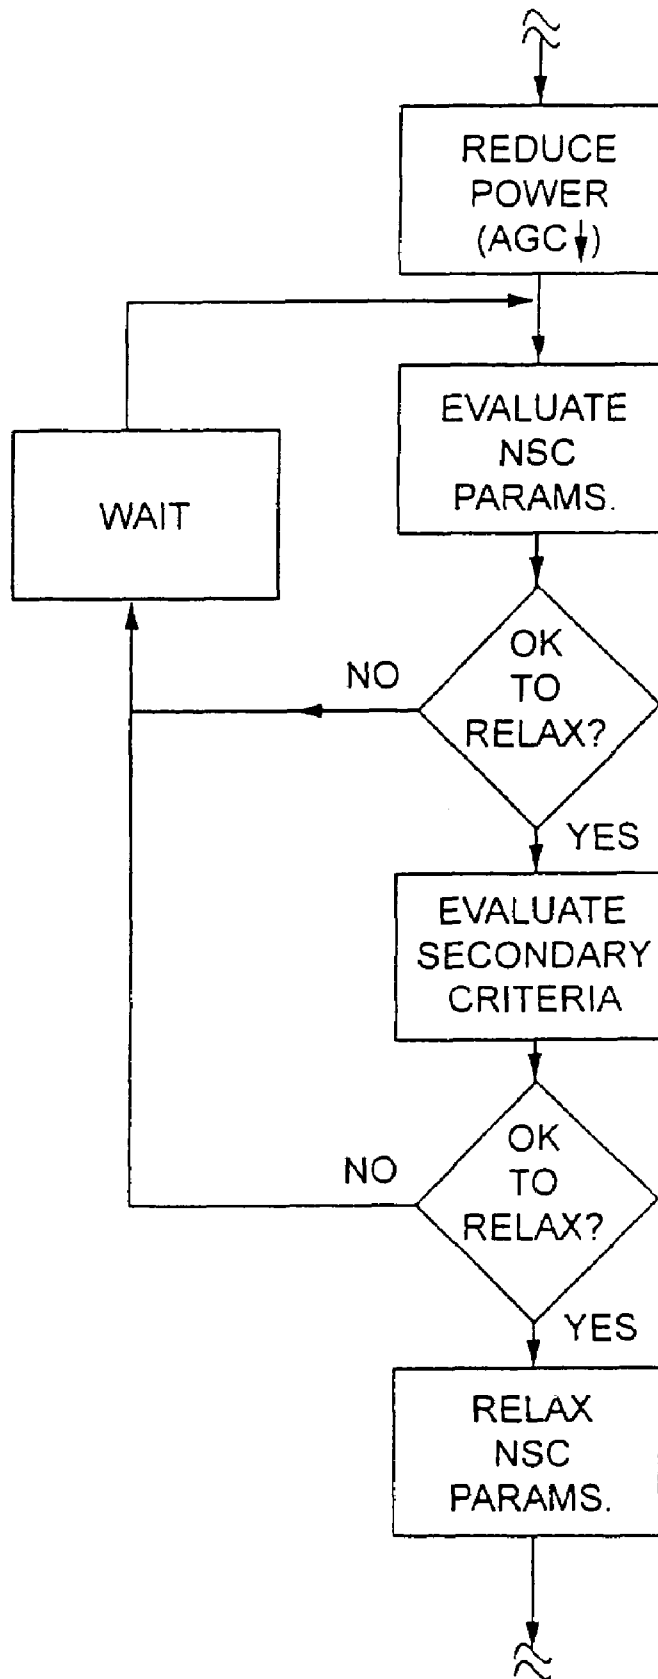 REDUCE
POWER
(AGC↓)
EVALUATE
NSC
PARAMS.
WAIT
OK
TO
RELAX?
NO
YES
EVALUATE
SECONDARY
CRITERIA
OK
TO
RELAX?
NO
YES
RELAX
NSC
PARAMS.